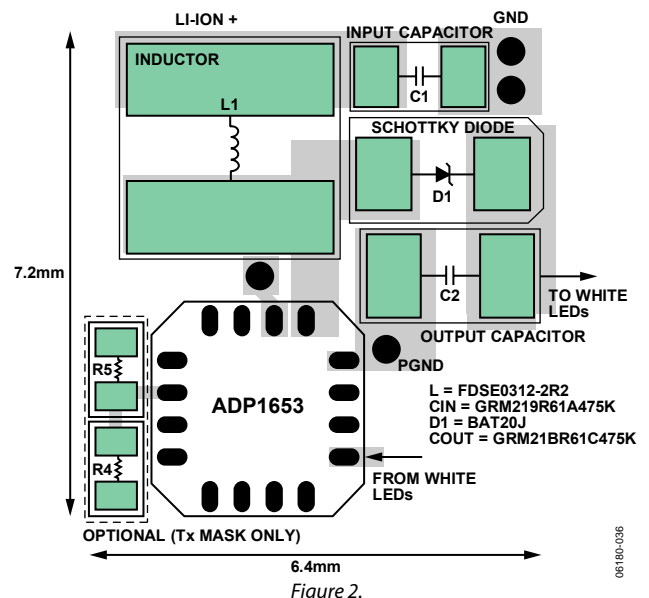 LI-ION +
GND
INPUT CAPACITOR
INDUCTOR
C1
L1
SCHOTTKY DIODE
D1
7.2mm
C2
TO WHITE
LEDs
OUTPUT CAPACITOR
PGND
R5
ADP1653
L = FDSE0312-2R2
CIN = GRM219R61A475K
D1 = BAT20J
COUT = GRM21BR61C475K
R4
FROM WHITE
LEDs
OPTIONAL (Tx MASK ONLY)
6.4mm
06180-036
Figure 2.